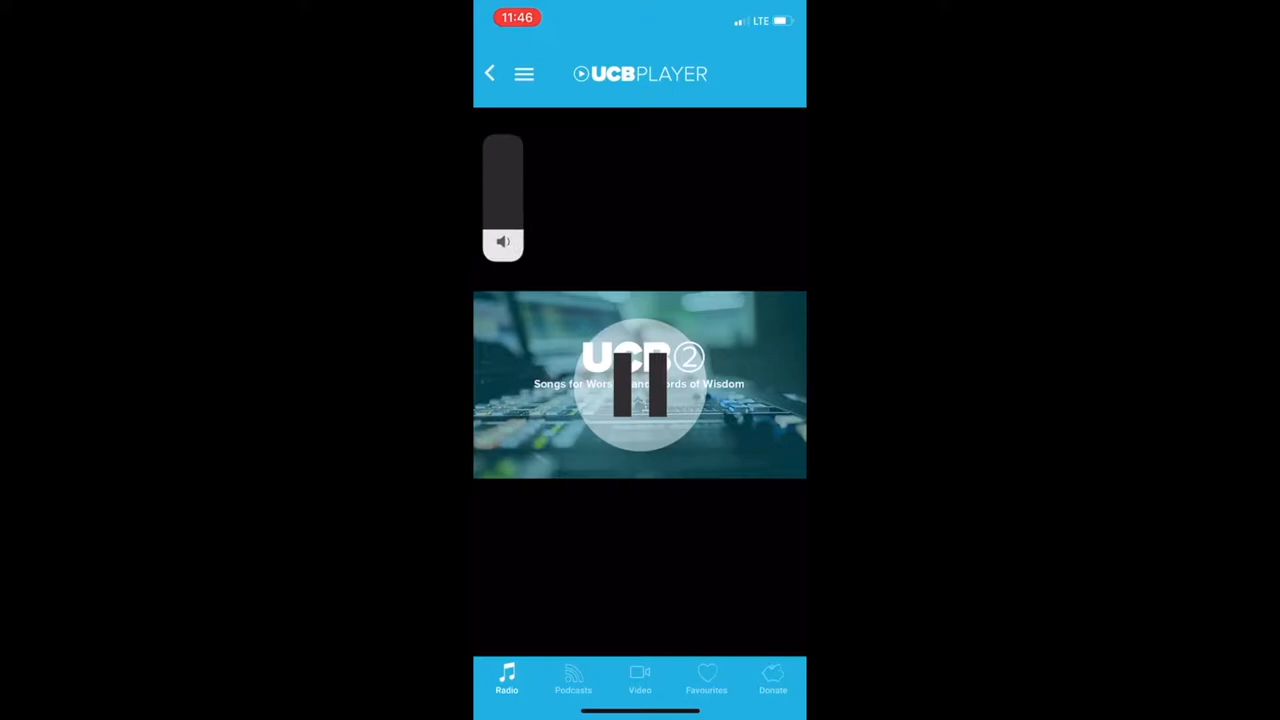 11:46
LTE
UCBPLAYER
UCB 2
Songs for Wors and ords of Wisdom
Radio
Podcasts
Video
Favourites
Donate